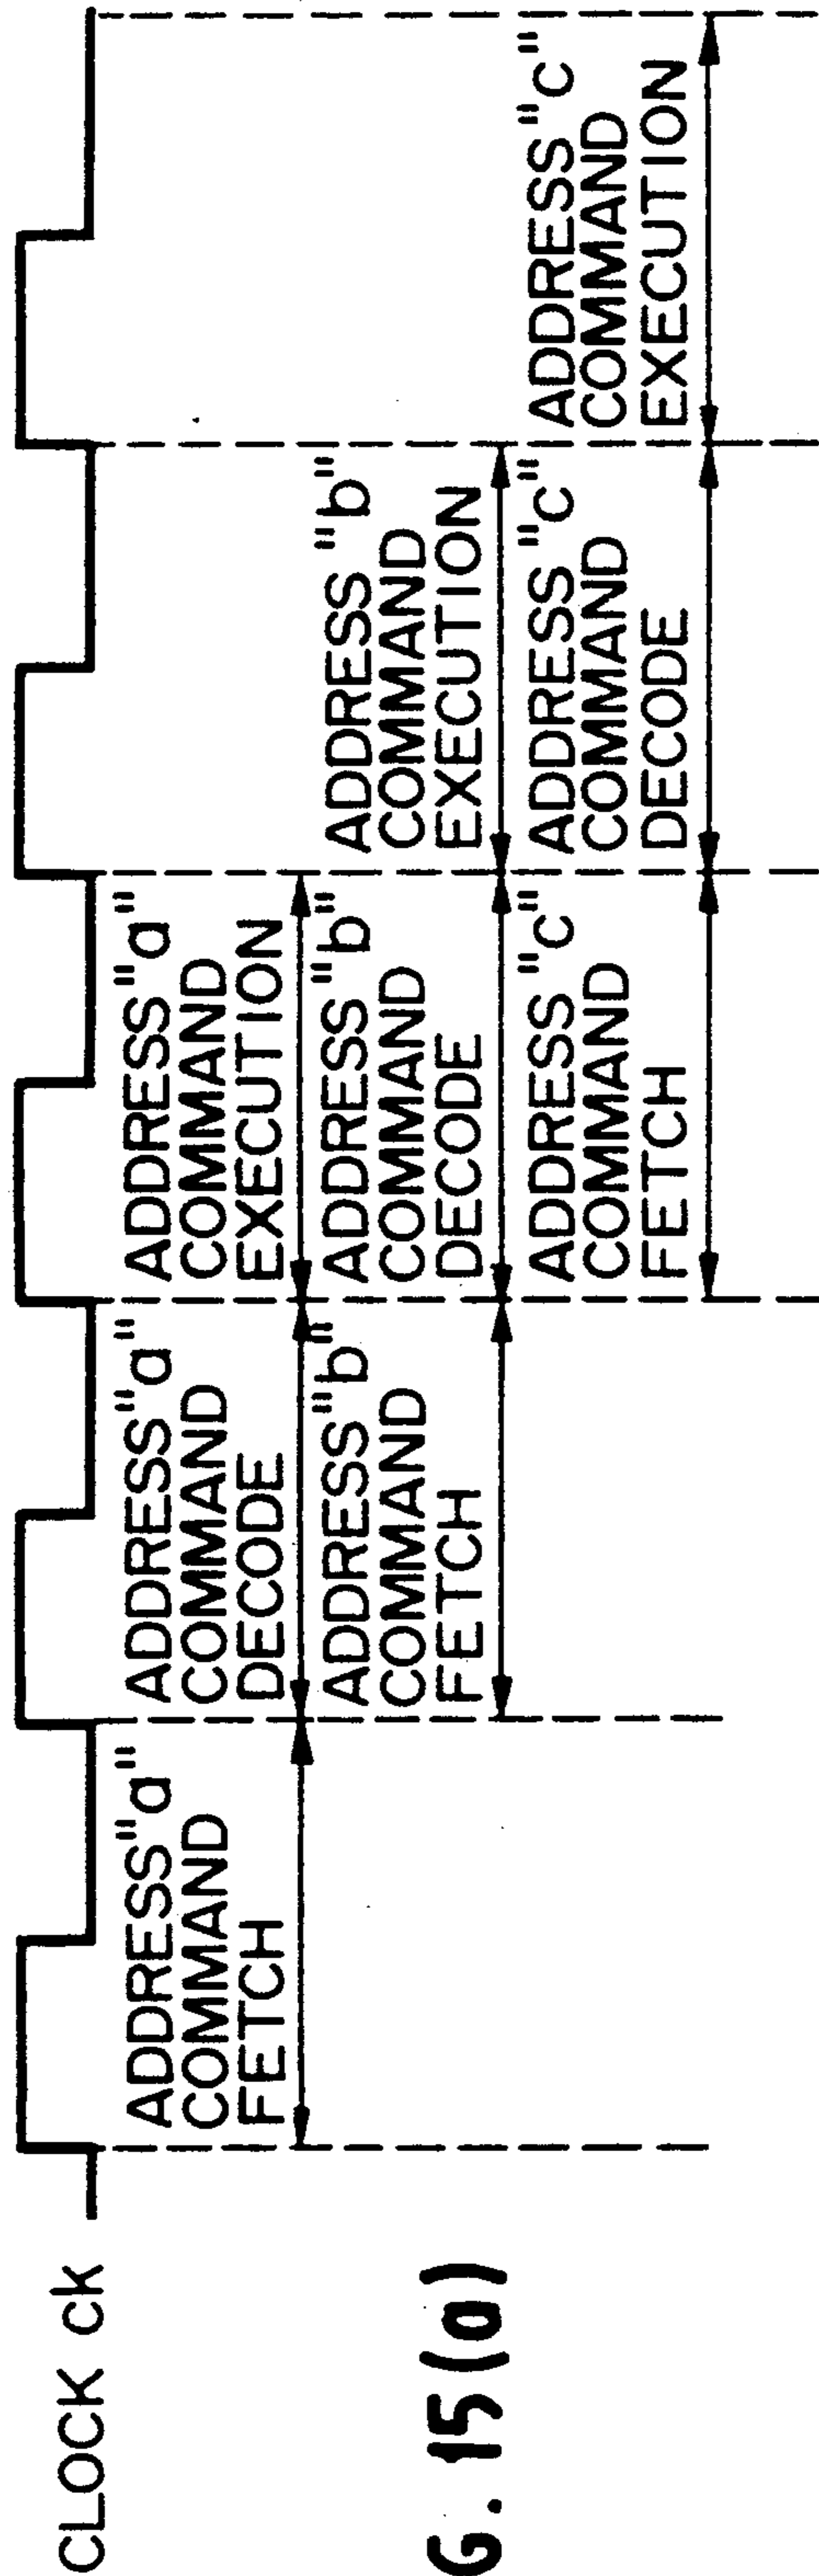 CLOCK ck
ADDRESS "a"
COMMAND
FETCH
ADDRESS "a"
COMMAND
DECODE
ADDRESS "a"
COMMAND
EXECUTION
ADDRESS "b"
COMMAND
FETCH
ADDRESS "b"
COMMAND
DECODE
ADDRESS "b"
COMMAND
EXECUTION
ADDRESS "c"
COMMAND
FETCH
ADDRESS "c"
COMMAND
DECODE
ADDRESS "c"
COMMAND
EXECUTION
G. 15(a)